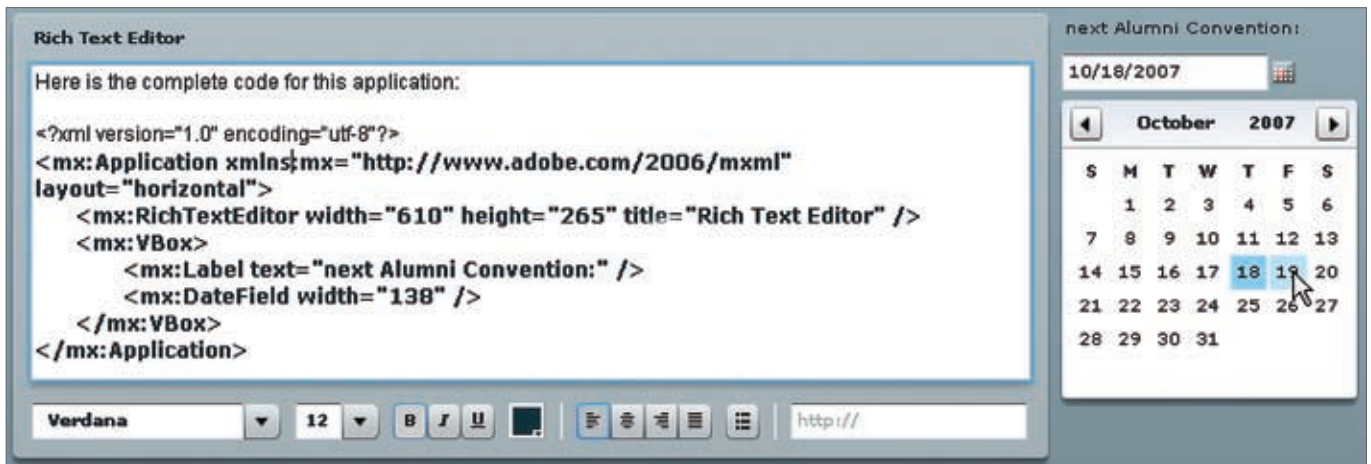 Rich Text Editor
Here is the complete code for this application:
<?xml version="1.0" encoding="utf-8"?>
<mx:Application xmlns:mx="http://www.adobe.com/2006/mxml"
layout="horizontal">
<mx:RichTextEditor width="610" height="265" title="Rich Text Editor" />
<mx:VBox>
<mx:Label text="next Alumni Convention:" />
<mx:DateField width="138" />
</mx:VBox>
</mx:Application>
Verdana 12 B I U http://
next Alumni Convention:
10/18/2007
October 2007
S M T W T F S
1 2 3 4 5 6
7 8 9 10 11 12 13
14 15 16 17 18 19 20
21 22 23 24 25 26 27
28 29 30 31